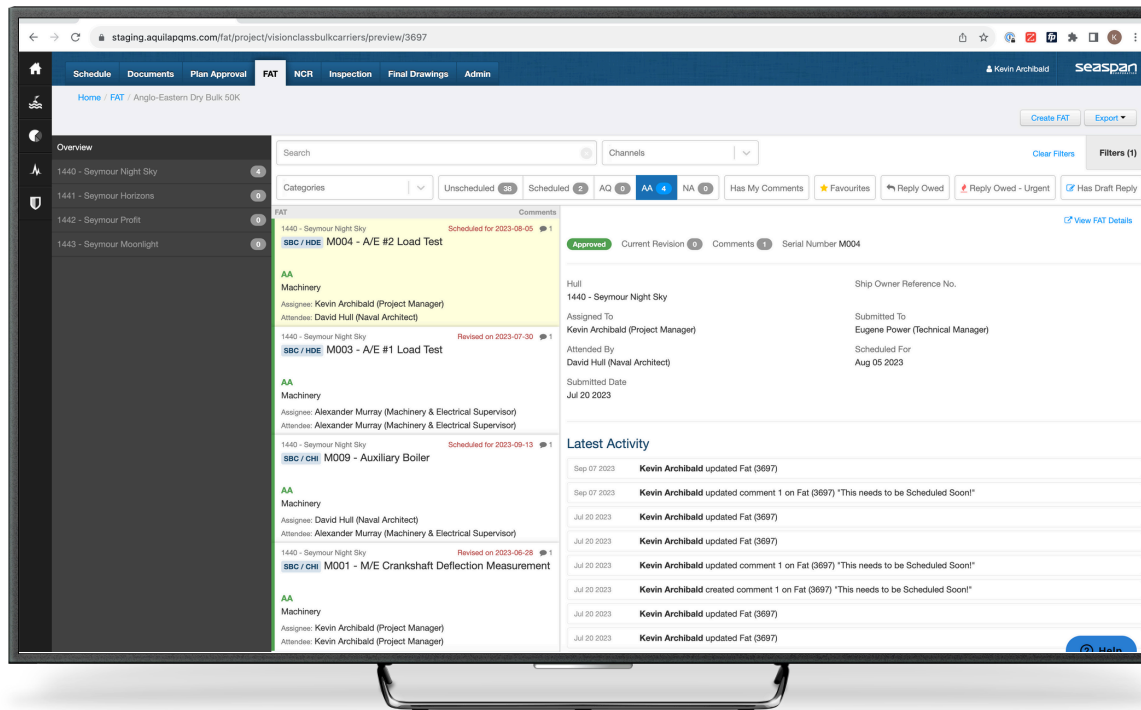 staging.aquilapqms.com/fat/project/visionclassbulkcarriers/preview/3697
K
Schedule Documents Plan Approval FAT NCR Inspection Final Drawings Admin
Kevin Archibald
seaspan
Home / FAT / Anglo-Eastern Dry Bulk 50K
Create FAT Export
Overview
1440 - Seymour Night Sky 4
1441 - Seymour Horizons 0
1442 - Seymour Profit 0
1443 - Seymour Moonlight 0
Search Channels Clear Filters Filters (1)
Categories Unscheduled 38 Scheduled 2 AQ 0 AA 4 NA 0 Has My Comments Favourites Reply Owed Reply Owed - Urgent Has Draft Reply
FAT Comments
1440 - Seymour Night Sky Scheduled for 2023-08-05 1
SBC / HDE M004 - A/E #2 Load Test
AA
Machinery
Assignee: Kevin Archibald (Project Manager)
Attendee: David Hull (Naval Architect)
1440 - Seymour Night Sky Revised on 2023-07-30 1
SBC / HDE M003 - A/E #1 Load Test
AA
Machinery
Assignee: Alexander Murray (Machinery & Electrical Supervisor)
Attendee: Alexander Murray (Machinery & Electrical Supervisor)
1440 - Seymour Night Sky Scheduled for 2023-09-13 1
SBC / CHI M009 - Auxiliary Boiler
AA
Machinery
Assignee: David Hull (Naval Architect)
Attendee: Alexander Murray (Machinery & Electrical Supervisor)
1440 - Seymour Night Sky Revised on 2023-06-28 1
SBC / CHI M001 - M/E Crankshaft Deflection Measurement
AA
Machinery
Assignee: Kevin Archibald (Project Manager)
Attendee: Kevin Archibald (Project Manager)
View FAT Details
Approved Current Revision 0 Comments 1 Serial Number M004
Hull
1440 - Seymour Night Sky
Ship Owner Reference No.
Assigned To
Kevin Archibald (Project Manager)
Submitted To
Eugene Power (Technical Manager)
Attended By
David Hull (Naval Architect)
Scheduled For
Aug 05 2023
Submitted Date
Jul 20 2023
Latest Activity
Sep 07 2023 Kevin Archibald updated Fat (3697)
Sep 07 2023 Kevin Archibald updated comment 1 on Fat (3697) "This needs to be Scheduled Soon!"
Jul 20 2023 Kevin Archibald updated Fat (3697)
Jul 20 2023 Kevin Archibald updated Fat (3697)
Jul 20 2023 Kevin Archibald updated comment 1 on Fat (3697) "This needs to be Scheduled Soon!"
Jul 20 2023 Kevin Archibald created comment 1 on Fat (3697) "This needs to be Scheduled Soon!"
Jul 20 2023 Kevin Archibald updated Fat (3697)
Jul 20 2023 Kevin Archibald updated Fat (3697)
Help